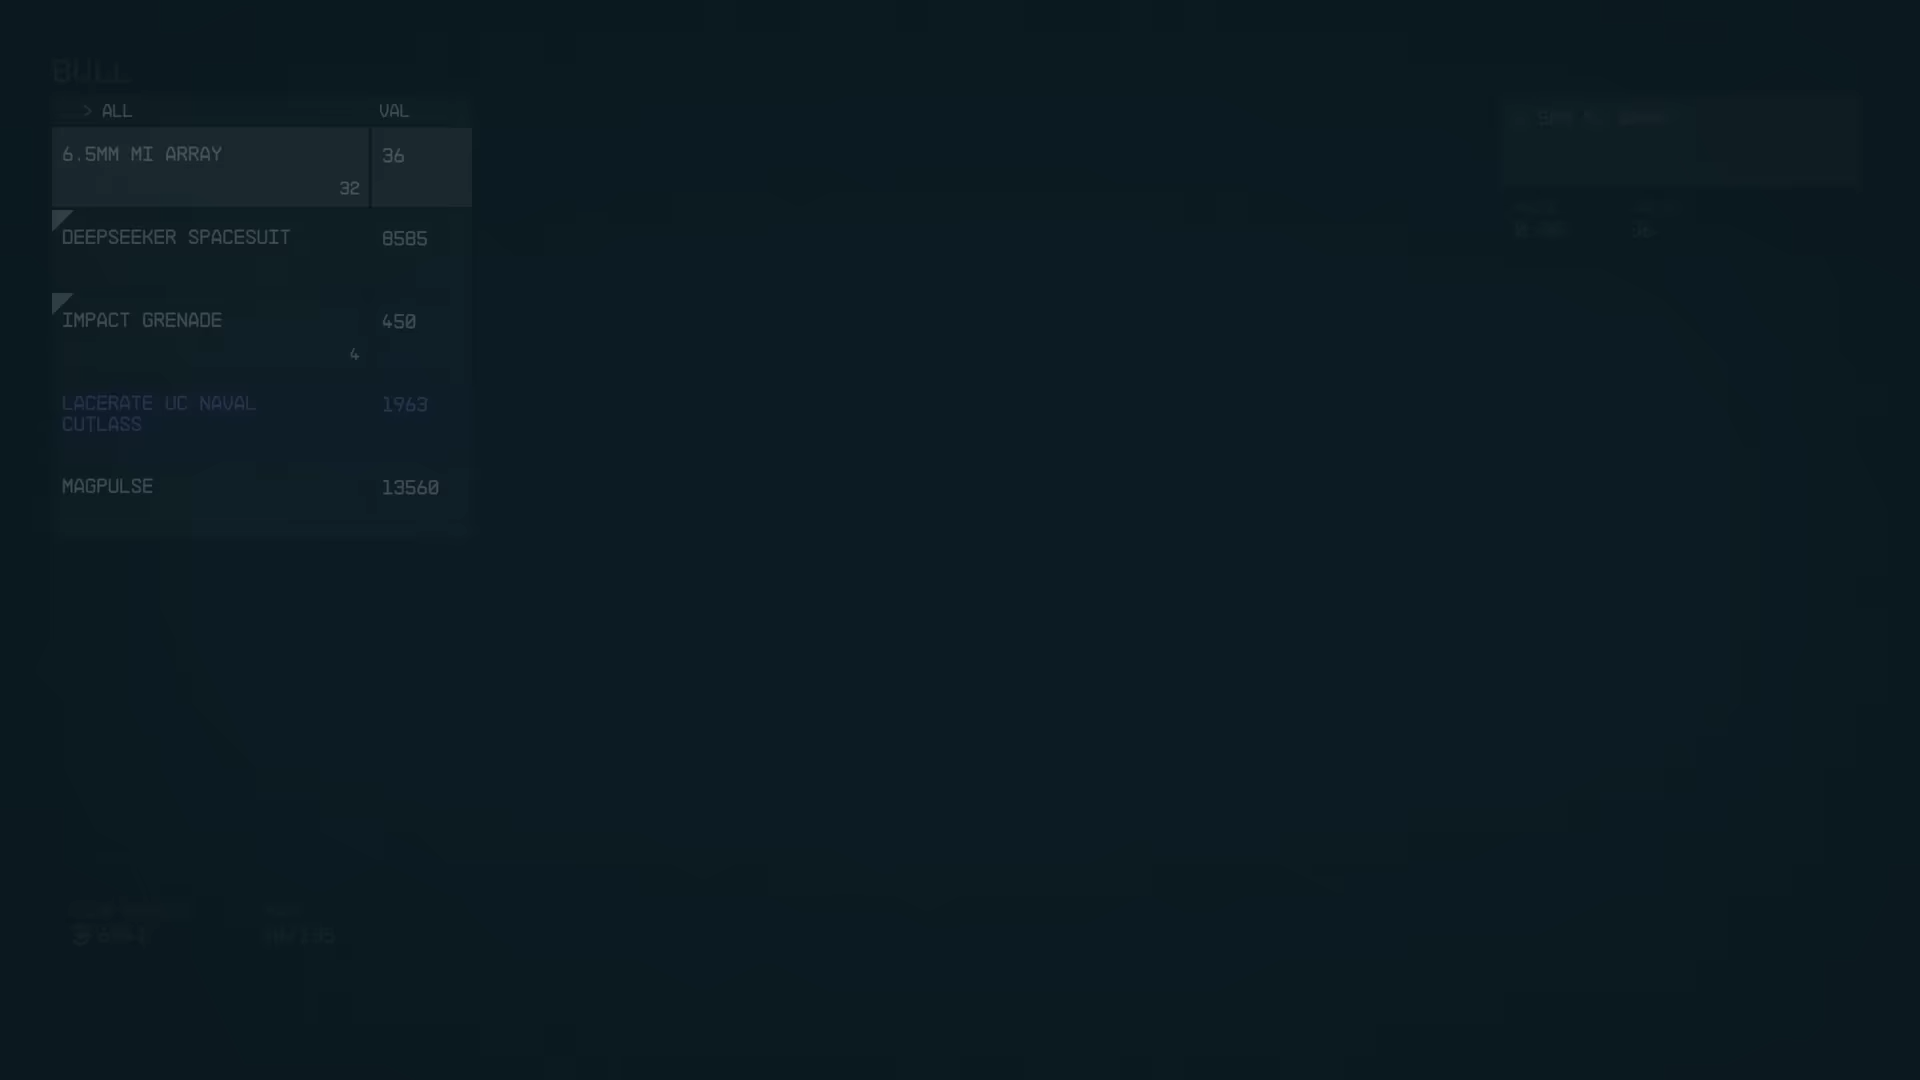 BULL
> ALL VAL
6.5MM MI ARRAY 36
32
DEEPSEEKER SPACESUIT 8585
IMPACT GRENADE 450
4
LACERATE UC NAVAL 1963
CUTLASS
MAGPULSE 13560